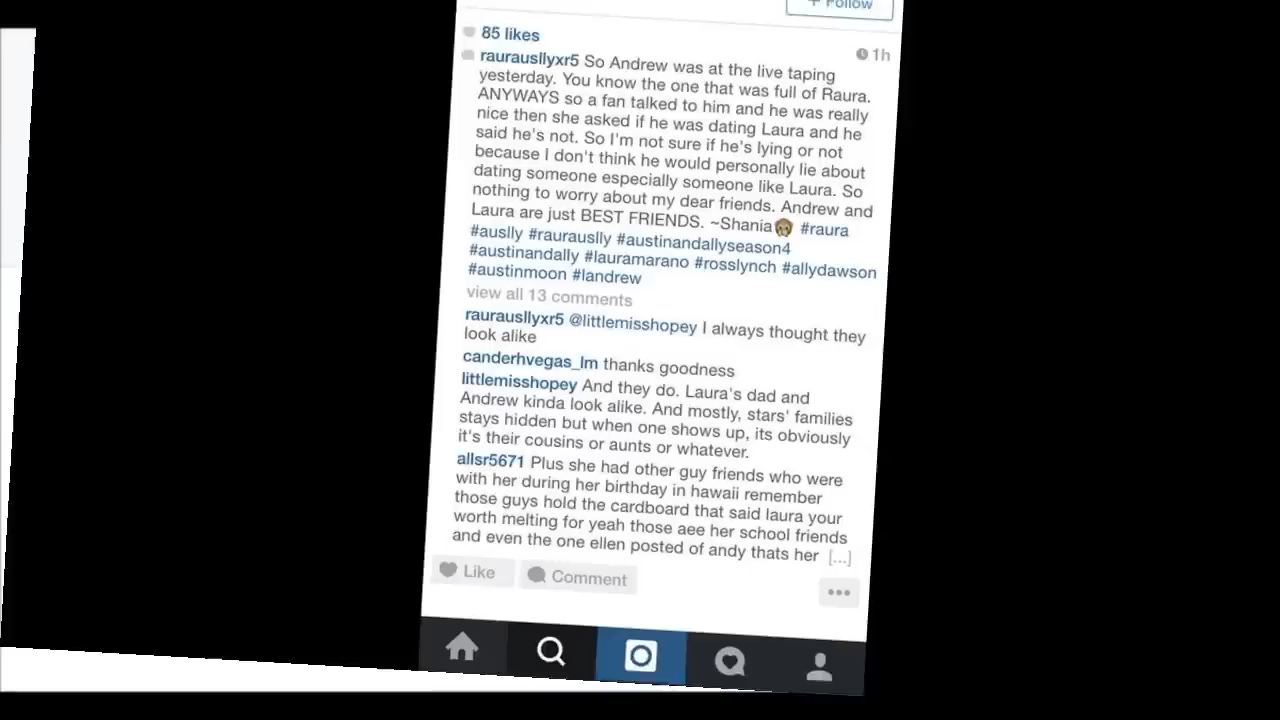 + Follow
85 likes
1h
raurausllyxr5 So Andrew was at the live taping
yesterday. You know the one that was full of Raura.
ANYWAYS so a fan talked to him and he was really
nice then she asked if he was dating Laura and he
said he's not. So I'm not sure if he's lying or not
because I don't think he would personally lie about
dating someone especially someone like Laura. So
nothing to worry about my dear friends. Andrew and
Laura are just BEST FRIENDS. ~Shania🙊 #raura
#auslly #raurauslly #austinandallyseason4
#austinandally #lauramarano #rosslynch #allydawson
#austinmoon #landrew
view all 13 comments
raurausllyxr5 @littlemisshopey I always thought they
look alike
canderhvegas_lm thanks goodness
littlemisshopey And they do. Laura's dad and
Andrew kinda look alike. And mostly, stars' families
stays hidden but when one shows up, its obviously
it's their cousins or aunts or whatever.
allsr5671 Plus she had other guy friends who were
with her during her birthday in hawaii remember
those guys hold the cardboard that said laura your
worth melting for yeah those aee her school friends
and even the one ellen posted of andy thats her [...]
Like
Comment